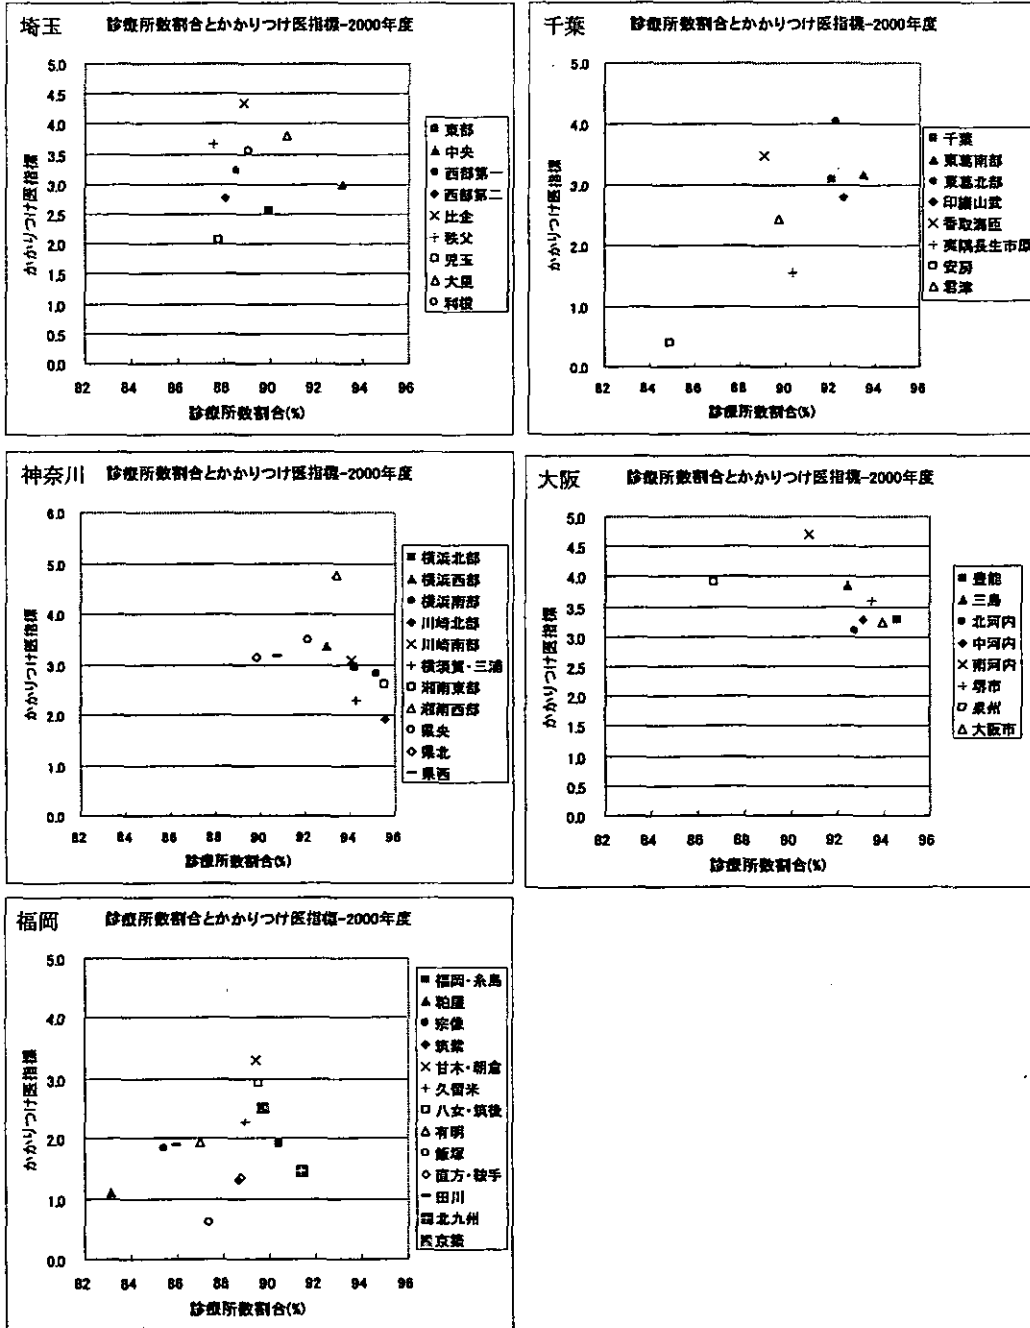 埼玉
診療所数割合とかかりつけ医指標-2000年度
かかりつけ医指標
5.0
4.5
4.0
3.5
3.0
2.5
2.0
1.5
1.0
0.5
0.0
82 84 86 88 90 92 94 96
診療所数割合(%)
東部
中央
西部第一
西部第二
比企
秩父
児玉
大里
利根
千葉
診療所数割合とかかりつけ医指標-2000年度
かかりつけ医指標
5.0
4.0
3.0
2.0
1.0
0.0
82 84 86 88 90 92 94 96
診療所数割合(%)
千葉
東葛南部
東葛北部
印旛山武
香取海匝
夷隅長生市原
安房
君津
神奈川
診療所数割合とかかりつけ医指標-2000年度
かかりつけ医指標
6.0
5.0
4.0
3.0
2.0
1.0
0.0
82 84 86 88 90 92 94 96
診療所数割合(%)
横浜北部
横浜西部
横浜南部
川崎北部
川崎南部
横須賀・三浦
湘南東部
湘南西部
県央
県北
県西
大阪
診療所数割合とかかりつけ医指標-2000年度
かかりつけ医指標
5.0
4.5
4.0
3.5
3.0
2.5
2.0
1.5
1.0
0.5
0.0
82 84 86 88 90 92 94 96
診療所数割合(%)
豊能
三島
北河内
中河内
南河内
堺市
泉州
大阪市
福岡
診療所数割合とかかりつけ医指標-2000年度
かかりつけ医指標
5.0
4.0
3.0
2.0
1.0
0.0
82 84 86 88 90 92 94 96
診療所数割合(%)
福岡・糸島
粕屋
宗像
筑紫
甘木・朝倉
久留米
八女・筑後
有明
飯塚
直方・鞍手
田川
北九州
京築